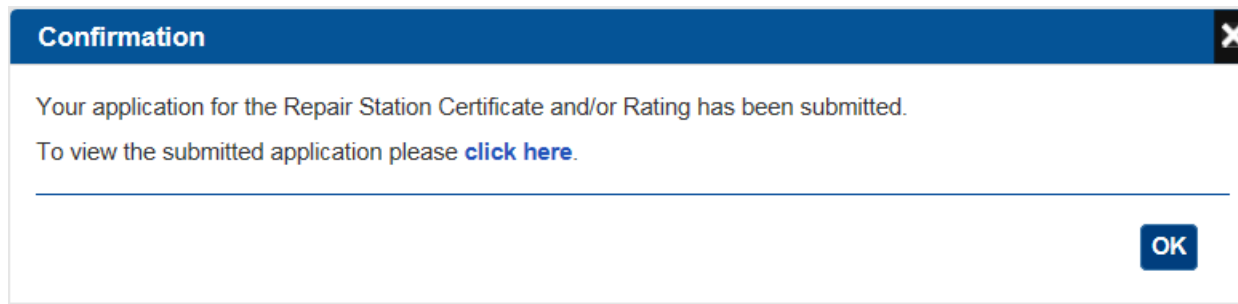 Confirmation
Your application for the Repair Station Certificate and/or Rating has been submitted.
To view the submitted application please click here.
OK